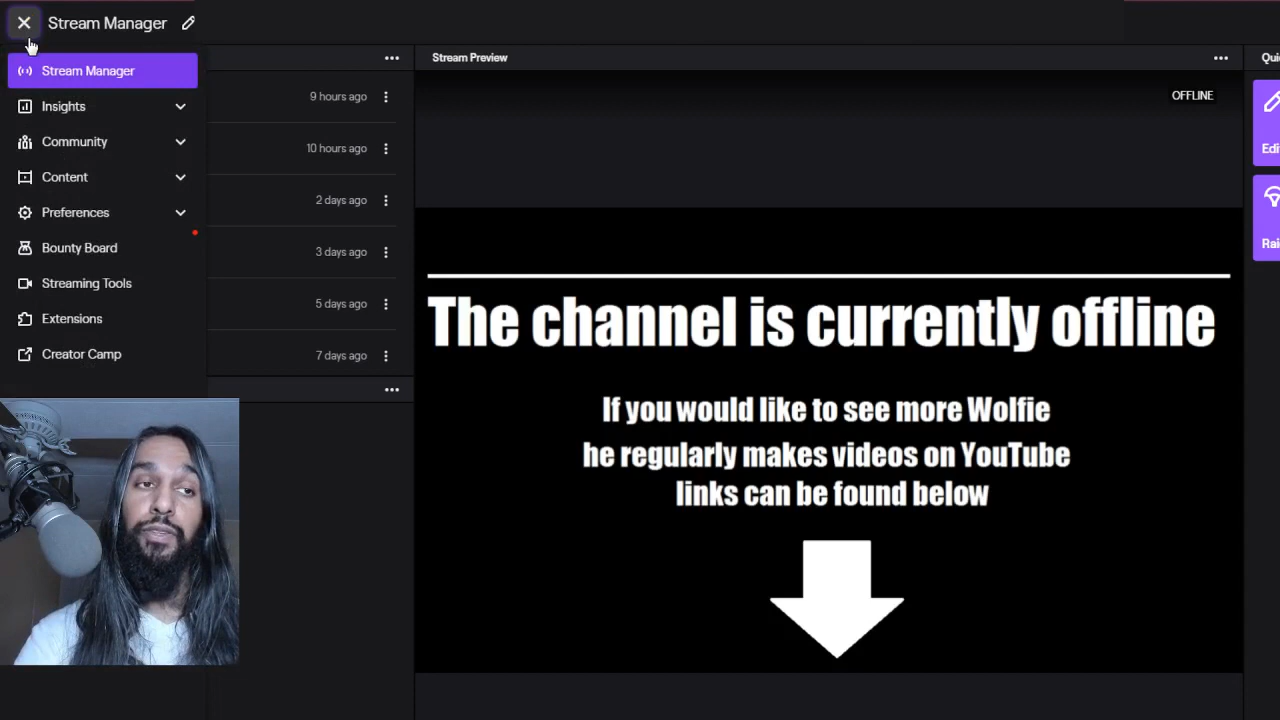 Stream Manager
Stream Manager
Insights
Community
Content
Preferences
Bounty Board
Streaming Tools
Extensions
Creator Camp
9 hours ago
10 hours ago
2 days ago
3 days ago
5 days ago
7 days ago
Stream Preview
OFFLINE
The channel is currently offline
If you would like to see more Wolfie
he regularly makes videos on YouTube
links can be found below
Qui
Edi
Rai